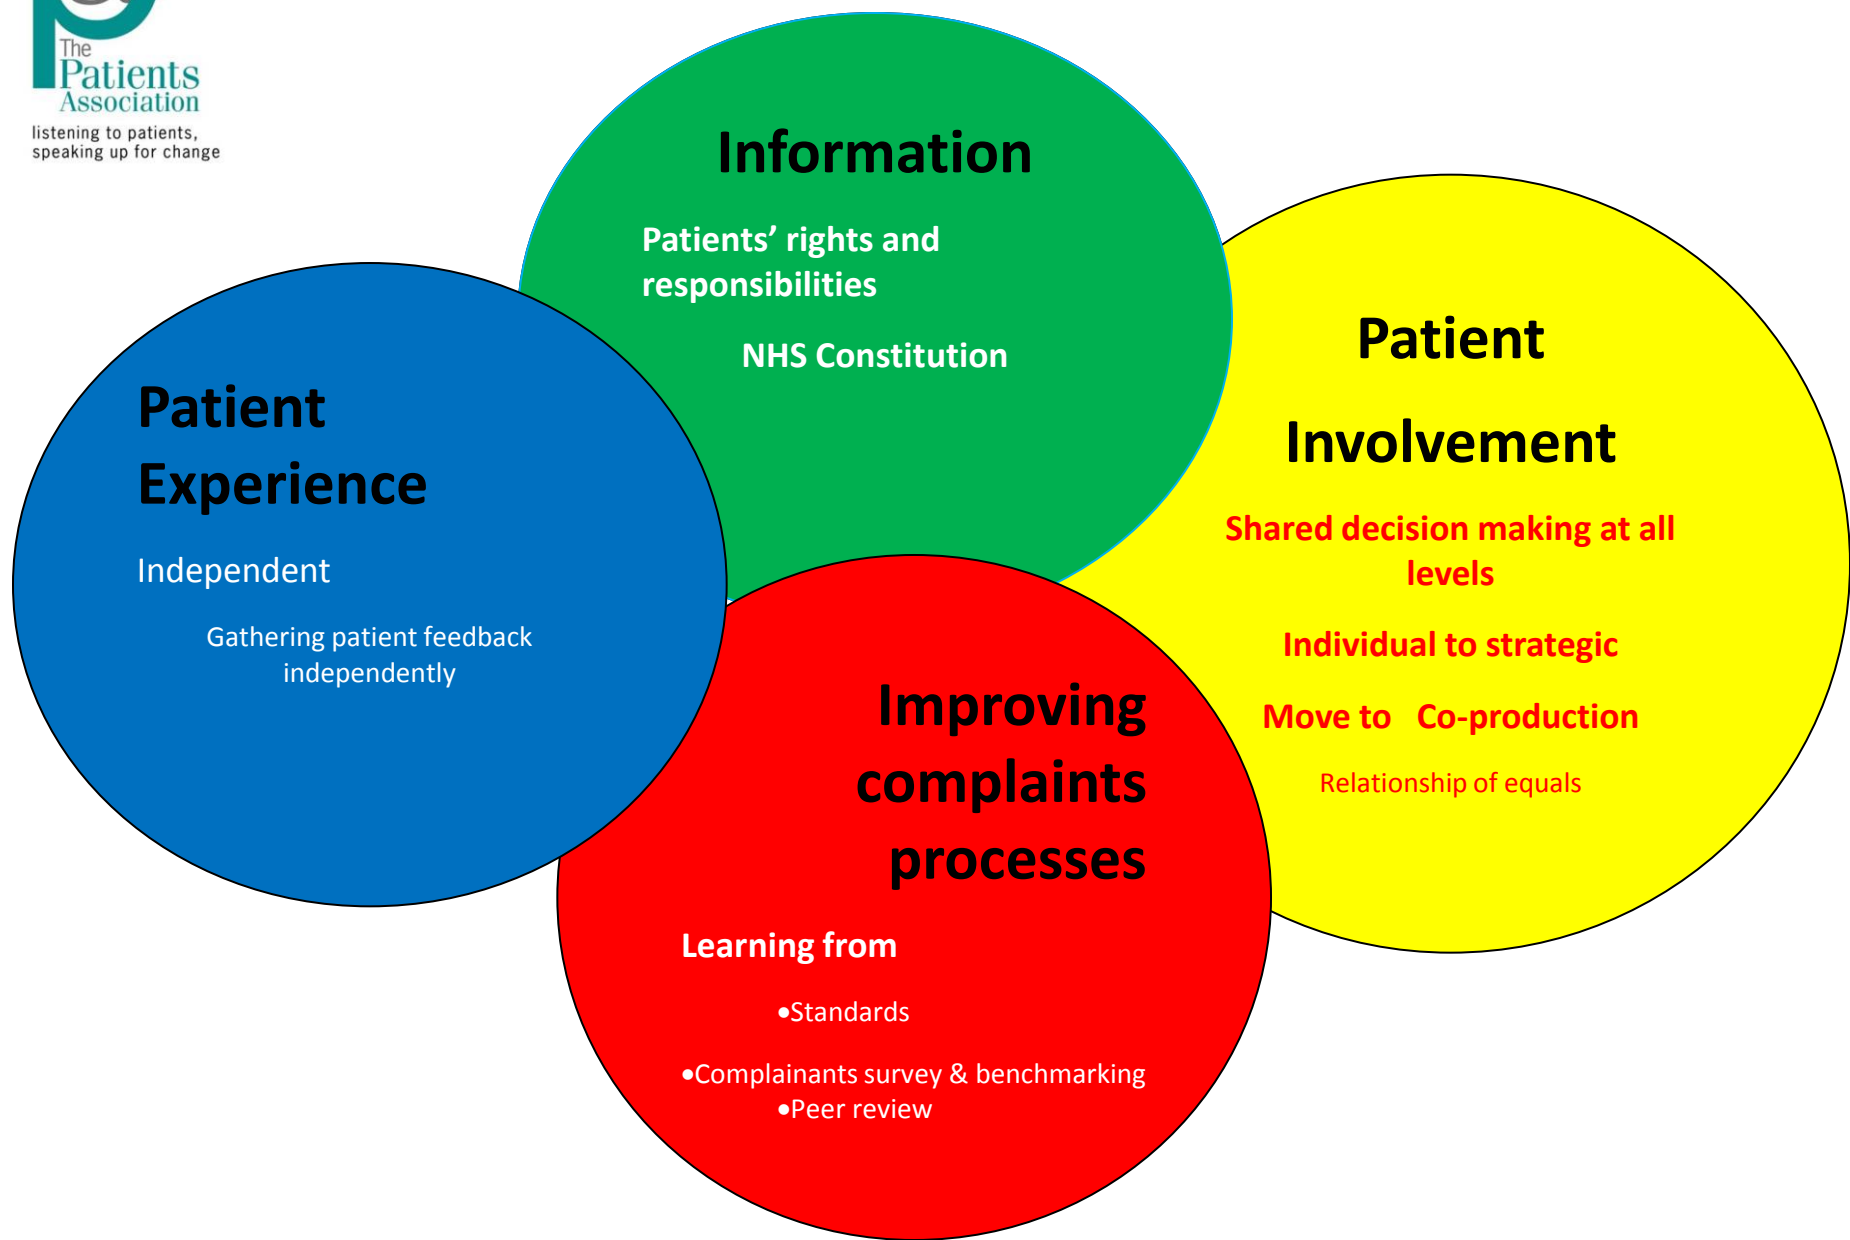 The
Patients
Association
listening to patients,
speaking up for change
Information
Patients’ rights and
responsibilities
NHS Constitution
Patient
Experience
Independent
Gathering patient feedback
independently
Patient
Involvement
Shared decision making at all
levels
Individual to strategic
Move to   Co-production
Relationship of equals
Improving
complaints
processes
Learning from
•Standards
•Complainants survey & benchmarking
•Peer review